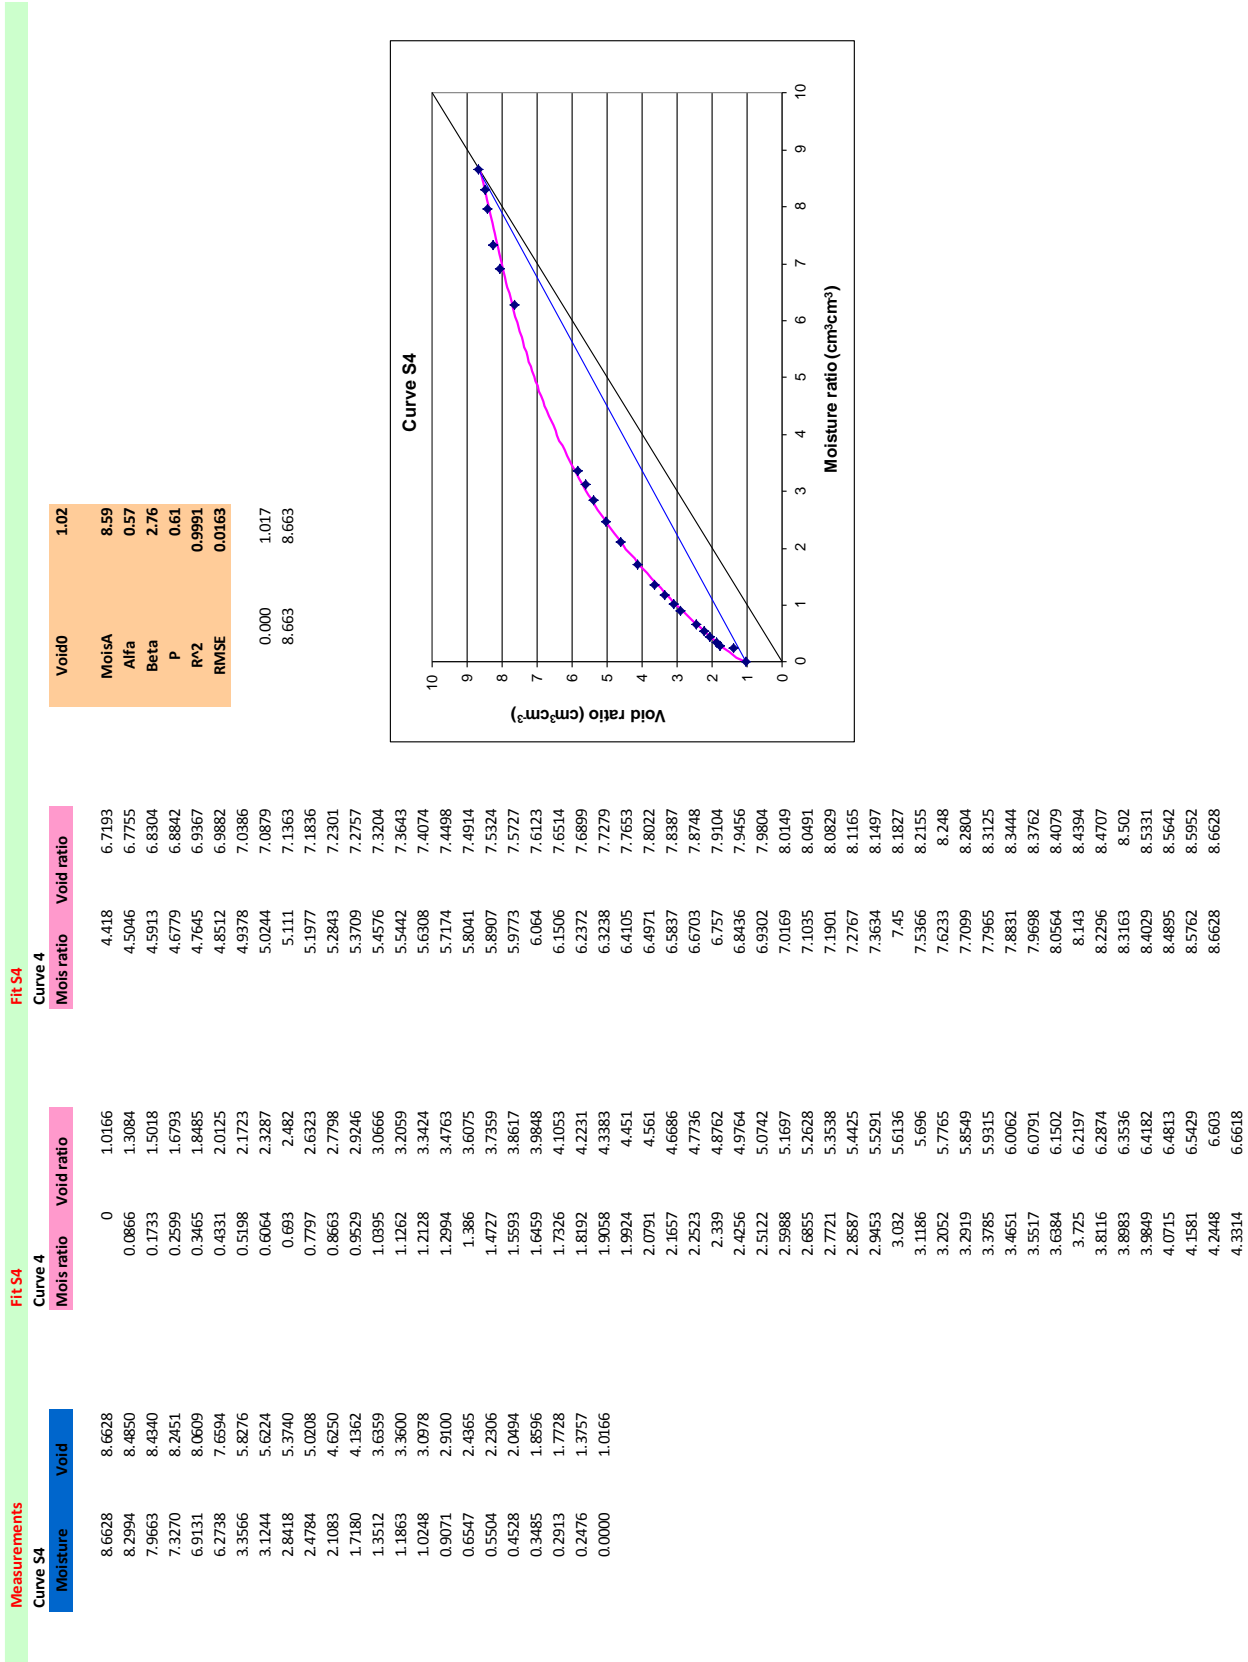 Measurements Fit S4 Fit S4
Curve S4 Curve 4 Curve 4
Moisture Void Mois ratio Void ratio Mois ratio Void ratio Void0 1.02
8.6628 8.6628 0 1.0166 4.418 6.7193 MoisA 8.59
8.2994 8.4850 0.0866 1.3084 4.5046 6.7755 Alfa 0.57
7.9663 8.4340 0.1733 1.5018 4.5913 6.8304 Beta 2.76
7.3270 8.2451 0.2599 1.6793 4.6779 6.8842 P 0.61
6.9131 8.0609 0.3465 1.8485 4.7645 6.9367 R^2 0.9991
6.2738 7.6594 0.4331 2.0125 4.8512 6.9882 RMSE 0.0163
3.3566 5.8276 0.5198 2.1723 4.9378 7.0386
3.1244 5.6224 0.6064 2.3287 5.0244 7.0879 0.000 1.017
2.8418 5.3740 0.693 2.482 5.111 7.1363 8.663 8.663
2.4784 5.0208 0.7797 2.6323 5.1977 7.1836
2.1083 4.6250 0.8663 2.7798 5.2843 7.2301
1.7180 4.1362 0.9529 2.9246 5.3709 7.2757
1.3512 3.6359 1.0395 3.0666 5.4576 7.3204
1.1863 3.3600 1.1262 3.2059 5.5442 7.3643
1.0248 3.0978 1.2128 3.3424 5.6308 7.4074
0.9071 2.9100 1.2994 3.4763 5.7174 7.4498
0.6547 2.4365 1.386 3.6075 5.8041 7.4914
0.5504 2.2306 1.4727 3.7359 5.8907 7.5324
0.4528 2.0494 1.5593 3.8617 5.9773 7.5727
0.3485 1.8596 1.6459 3.9848 6.064 7.6123
0.2913 1.7728 1.7326 4.1053 6.1506 7.6514
0.2476 1.3757 1.8192 4.2231 6.2372 7.6899
0.0000 1.0166 1.9058 4.3383 6.3238 7.7279
1.9924 4.451 6.4105 7.7653
2.0791 4.561 6.4971 7.8022
2.1657 4.6686 6.5837 7.8387
2.2523 4.7736 6.6703 7.8748
2.339 4.8762 6.757 7.9104
2.4256 4.9764 6.8436 7.9456
2.5122 5.0742 6.9302 7.9804
2.5988 5.1697 7.0169 8.0149
2.6855 5.2628 7.1035 8.0491
2.7721 5.3538 7.1901 8.0829
2.8587 5.4425 7.2767 8.1165
2.9453 5.5291 7.3634 8.1497
3.032 5.6136 7.45 8.1827
3.1186 5.696 7.5366 8.2155
3.2052 5.7765 7.6233 8.248
3.2919 5.8549 7.7099 8.2804
3.3785 5.9315 7.7965 8.3125
3.4651 6.0062 7.8831 8.3444
3.5517 6.0791 7.9698 8.3762
3.6384 6.1502 8.0564 8.4079
3.725 6.2197 8.143 8.4394
3.8116 6.2874 8.2296 8.4707
3.8983 6.3536 8.3163 8.502
3.9849 6.4182 8.4029 8.5331
4.0715 6.4813 8.4895 8.5642
4.1581 6.5429 8.5762 8.5952
4.2448 6.603 8.6628 8.6628
4.3314 6.6618
Curve S4
10
9
8
7
6
5
4
3
2
1
0
Void ratio (cm³cm⁻³)
0 1 2 3 4 5 6 7 8 9 10
Moisture ratio (cm³cm⁻³)